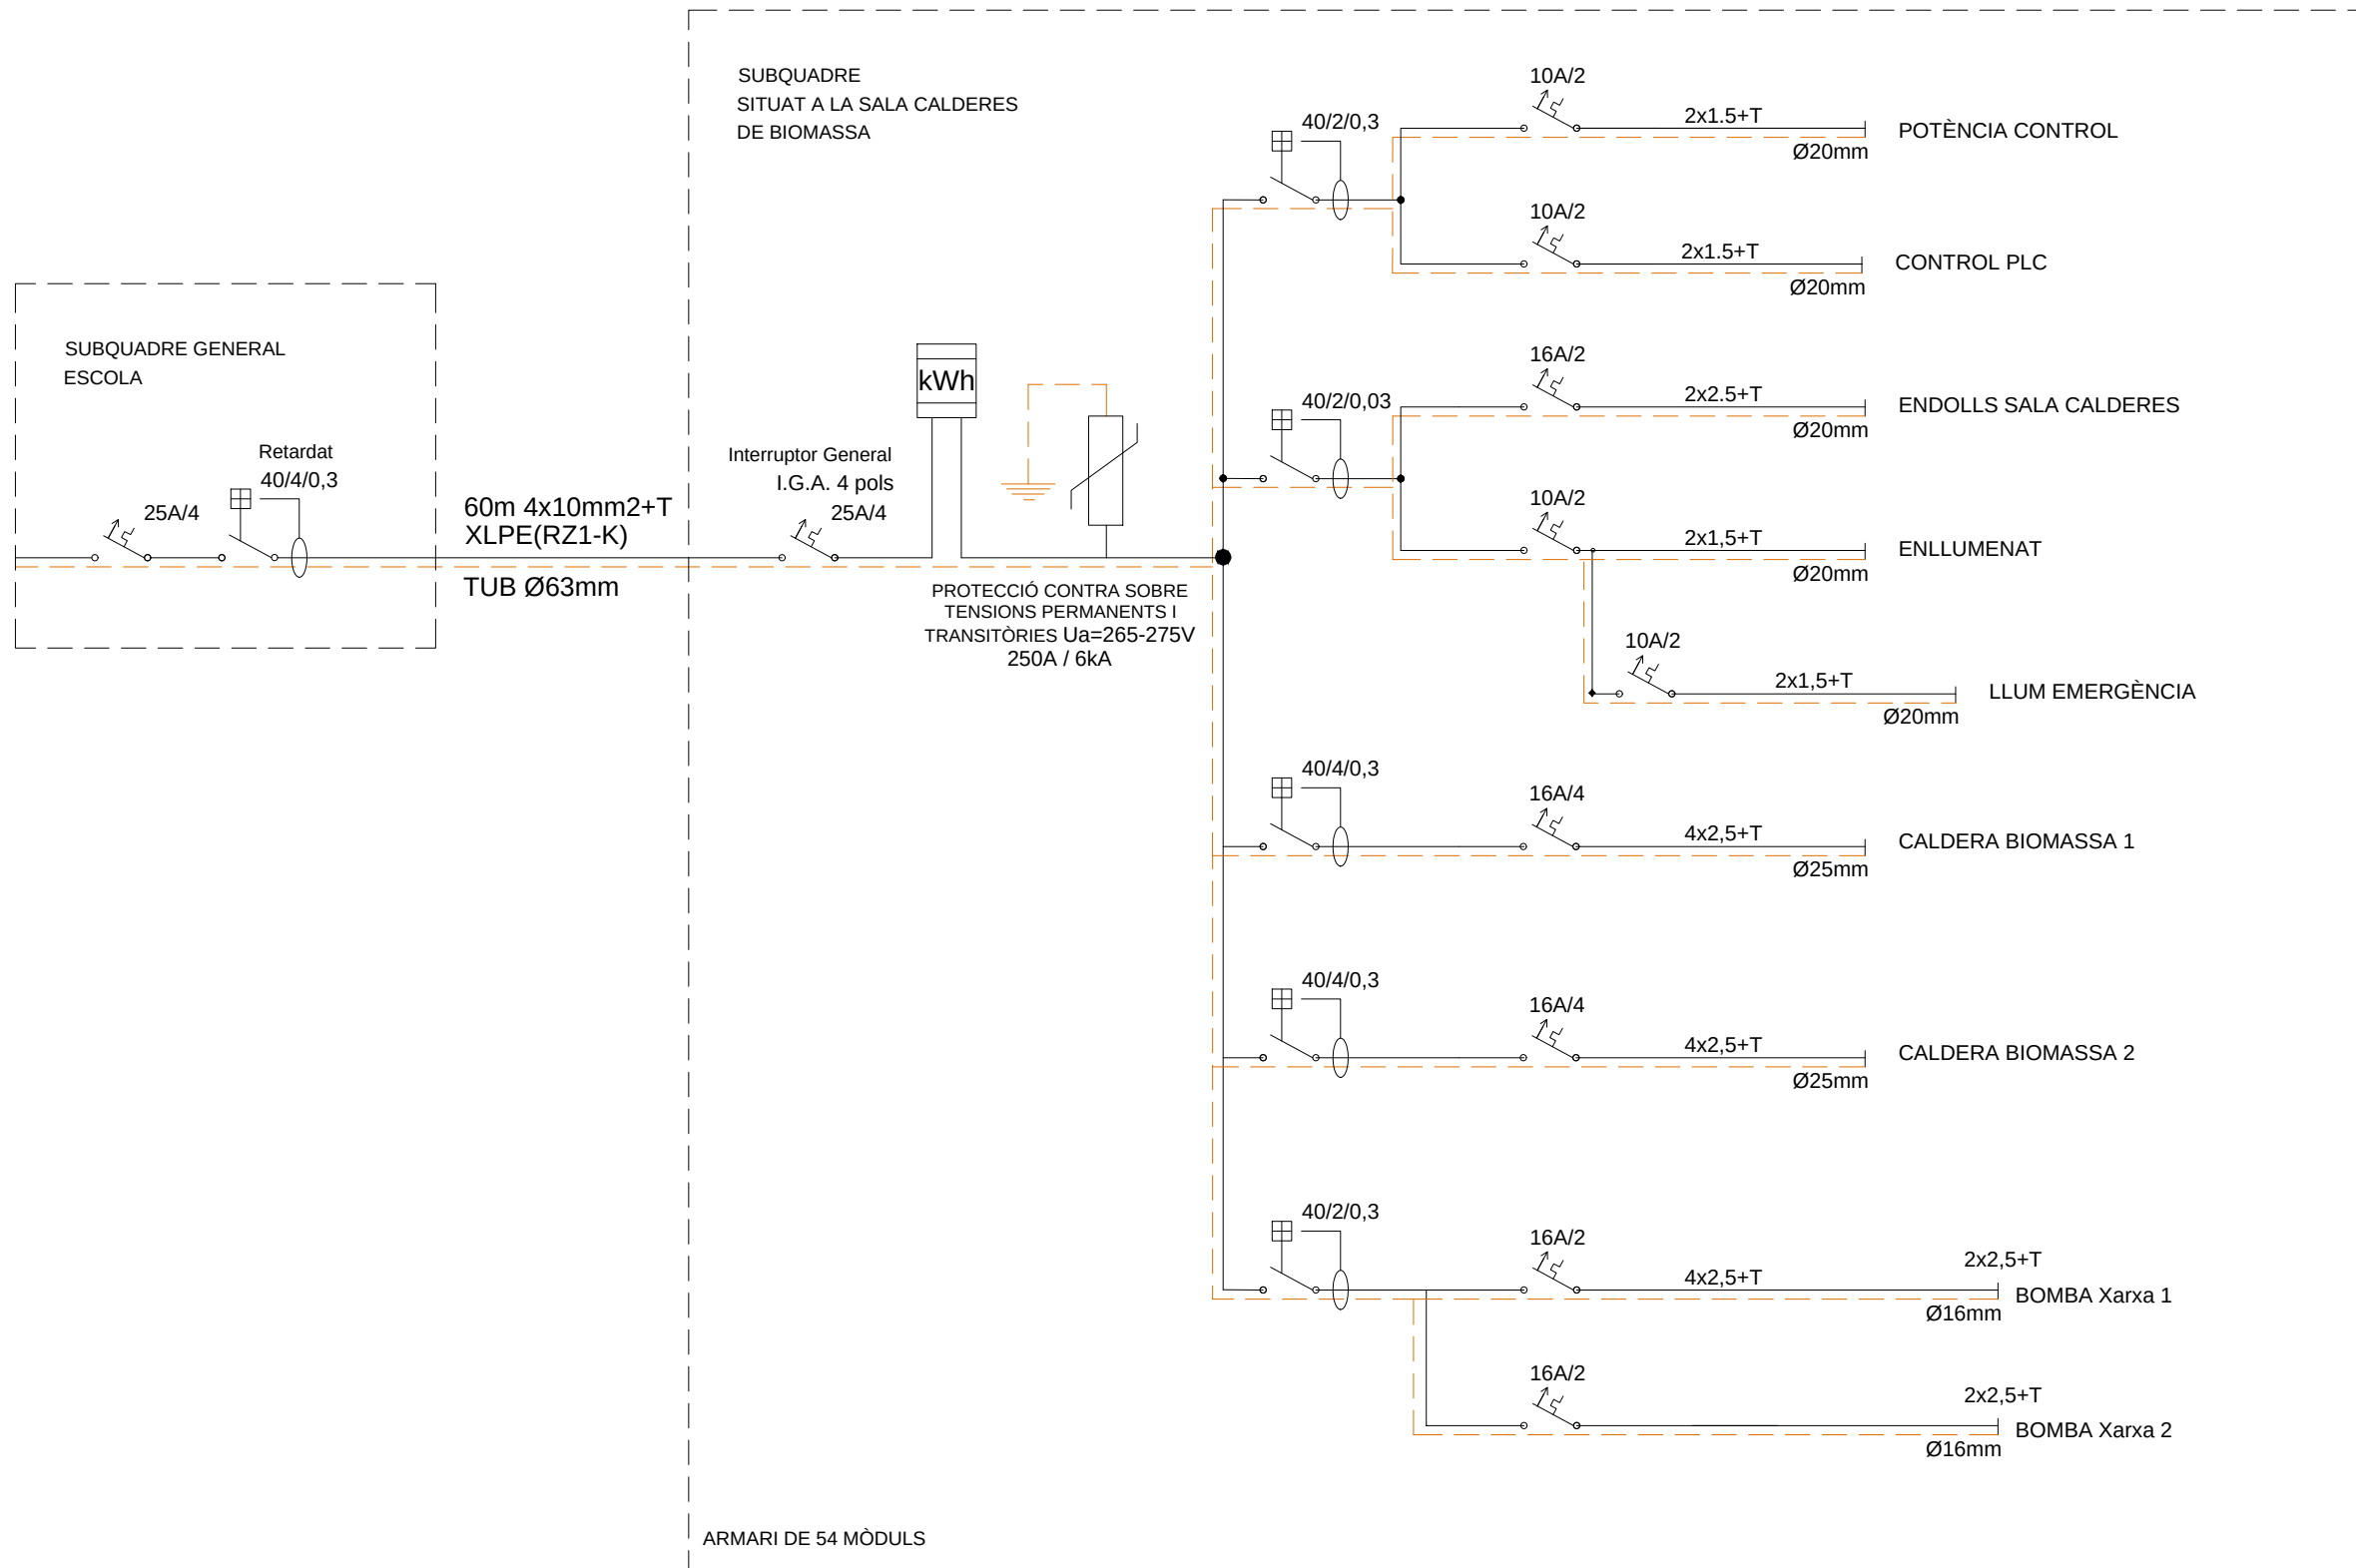 SUBQUADRE
SITUAT A LA SALA CALDERES
DE BIOMASSA
SUBQUADRE GENERAL
ESCOLA
Retardat
40/4/0,3
25A/4
60m 4x10mm2+T
XLPE(RZ1-K)
TUB Ø63mm
Interruptor General
I.G.A. 4 pols
25A/4
kWh
PROTECCIÓ CONTRA SOBRE
TENSIONS PERMANENTS I
TRANSITÒRIES Ua=265-275V
250A / 6kA
40/2/0,3
10A/2
2x1.5+T
Ø20mm
POTÈNCIA CONTROL
10A/2
2x1.5+T
Ø20mm
CONTROL PLC
40/2/0,03
16A/2
2x2.5+T
Ø20mm
ENDOLLS SALA CALDERES
10A/2
2x1,5+T
Ø20mm
ENLLUMENAT
10A/2
2x1,5+T
Ø20mm
LLUM EMERGÈNCIA
40/4/0,3
16A/4
4x2,5+T
Ø25mm
CALDERA BIOMASSA 1
40/4/0,3
16A/4
4x2,5+T
Ø25mm
CALDERA BIOMASSA 2
40/2/0,3
16A/2
4x2,5+T
2x2,5+T
Ø16mm
BOMBA Xarxa 1
16A/2
2x2,5+T
Ø16mm
BOMBA Xarxa 2
ARMARI DE 54 MÒDULS